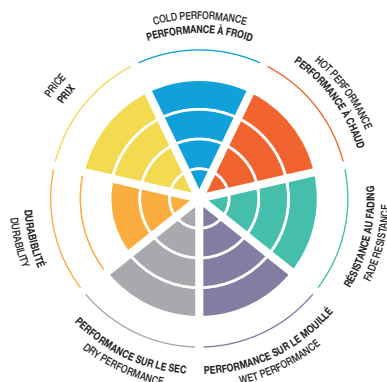 COLD PERFORMANCE
PERFORMANCE À FROID
HOT PERFORMANCE
PERFORMANCE À CHAUD
RÉSISTANCE AU FADING
FADE RESISTANCE
PERFORMANCE SUR LE MOUILLÉ
WET PERFORMANCE
PERFORMANCE SUR LE SEC
DRY PERFORMANCE
DURABIBLITÉ
DURABILITY
PRICE
PRIX